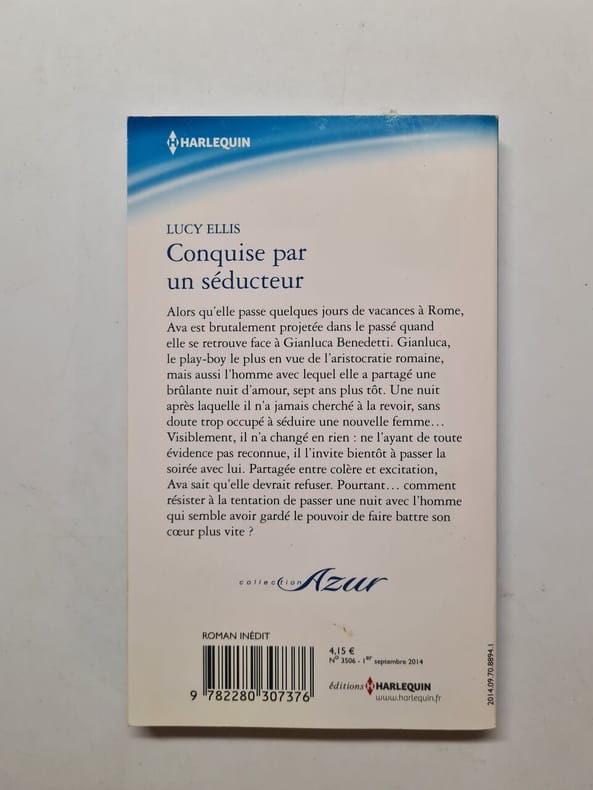 HARLEQUIN
LUCY ELLIS
Conquise par
un séducteur
Alors qu'elle passe quelques jours de vacances à Rome,
Ava est brutalement projetée dans le passé quand
elle se retrouve face à Gianluca Benedetti. Gianluca,
le play-boy le plus en vue de l'aristocratie romaine,
mais aussi l'homme avec lequel elle a partagé une
brûlante nuit d'amour, sept ans plus tôt. Une nuit
après laquelle il n'a jamais cherché à la revoir, sans
doute trop occupé à séduire une nouvelle femme…
Visiblement, il n'a changé en rien : ne l'ayant de toute
évidence pas reconnue, il l'invite bientôt à passer la
soirée avec lui. Partagée entre colère et excitation,
Ava sait qu'elle devrait refuser. Pourtant… comment
résister à la tentation de passer une nuit avec l'homme
qui semble avoir gardé le pouvoir de faire battre son
cœur plus vite ?
collection Azur
ROMAN INÉDIT
9 782280 307376
4,15 €
N° 3506 - 1er septembre 2014
éditions HARLEQUIN
www.harlequin.fr
2014.09.70.8894.1